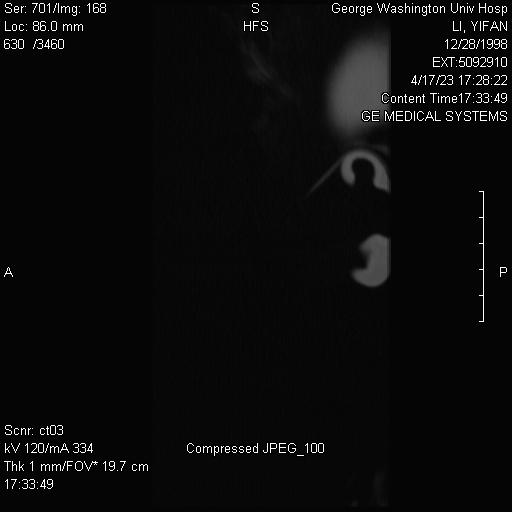 Ser: 701/Img: 168
Loc: 86.0 mm
630 /3460
S
HFS
George Washington Univ Hosp
LI, YIFAN
12/28/1998
EXT:5092910
4/17/23 17:28:22
Content Time17:33:49
GE MEDICAL SYSTEMS
A
P
Scnr: ct03
kV 120/mA 334
Thk 1 mm/FOV* 19.7 cm
17:33:49
Compressed JPEG_100